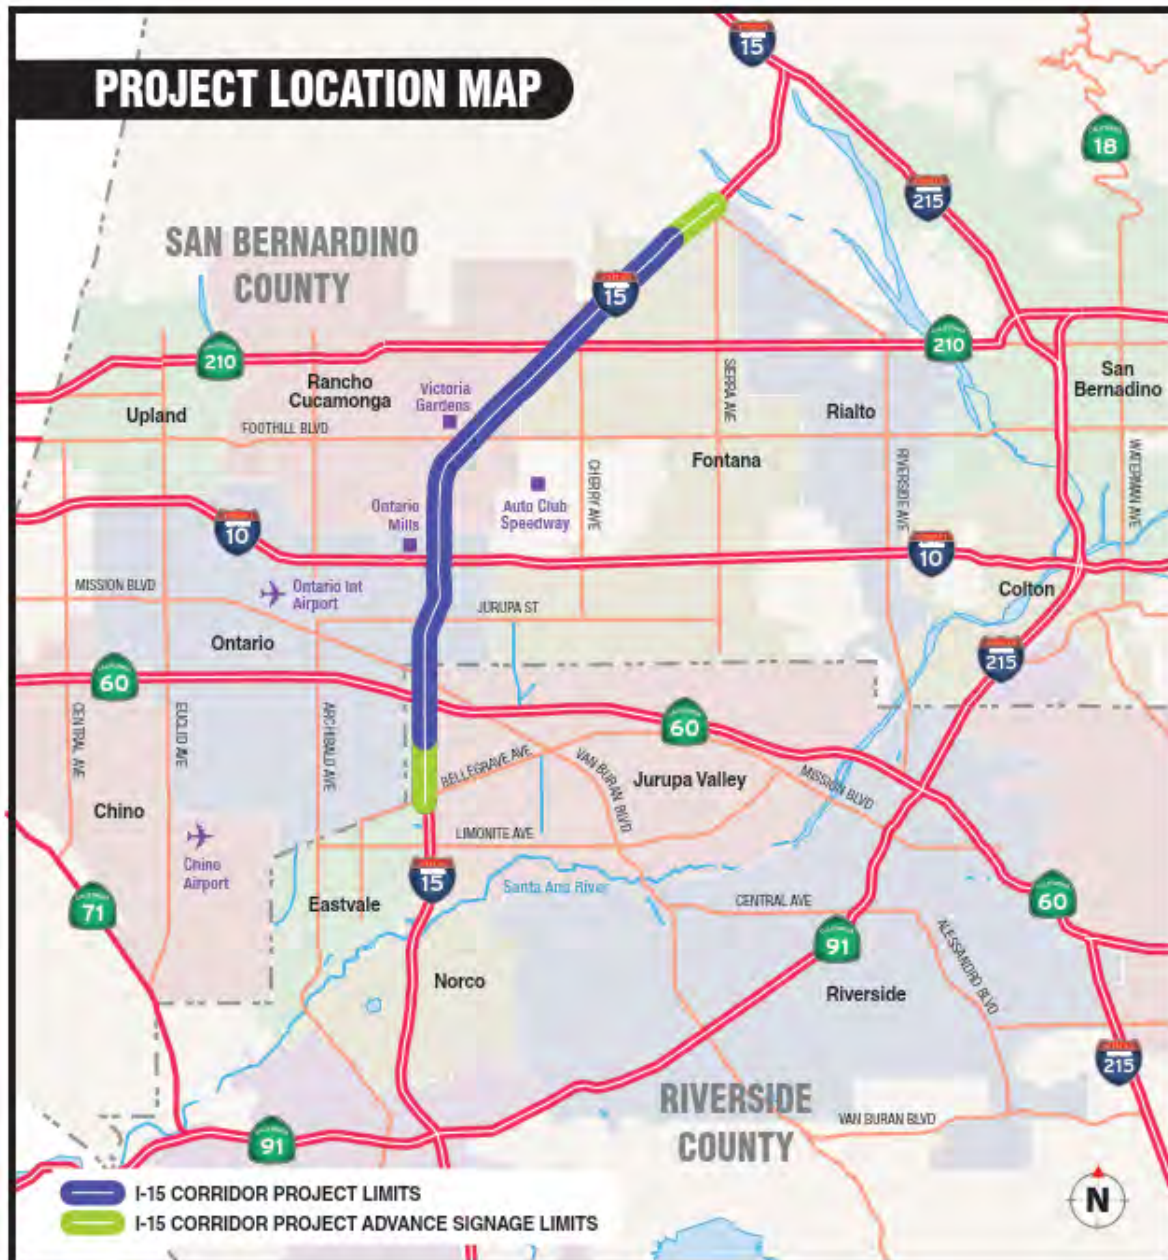 PROJECT LOCATION MAP
15
18
215
SAN BERNARDINO
COUNTY
15
210
210
Rancho
Cucamonga
Victoria
Gardens
SIERRA AVE
San
Bernadino
Upland
Rialto
FOOTHILL BLVD
Fontana
CHERRY AVE
RIVERSIDE AVE
WATERMAN AVE
Ontario
Mills
Auto Club
Speedway
10
10
MISSION BLVD
Ontario Int
Airport
JURUPA ST
Colton
Ontario
215
60
60
CENTRAL AVE
EUCLID AVE
ARCHIBALD AVE
BELLEGRAVE AVE
VAN BURAN BLVD
Jurupa Valley
MISSION BLVD
Chino
LIMONITE AVE
Chino
Airport
15
Santa Ana River
71
Eastvale
CENTRAL AVE
60
91
ALESSANDRO BLVD
Norco
Riverside
215
RIVERSIDE
COUNTY
VAN BURAN BLVD
91
I-15 CORRIDOR PROJECT LIMITS
I-15 CORRIDOR PROJECT ADVANCE SIGNAGE LIMITS
N